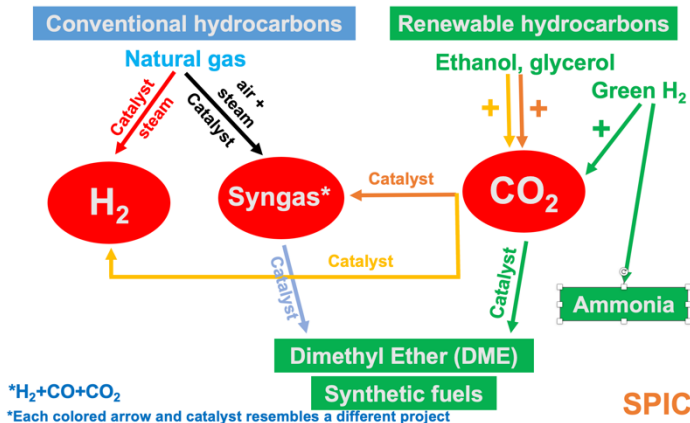 Conventional hydrocarbons
Renewable hydrocarbons
Natural gas
Ethanol, glycerol
Green H₂
Catalyst
steam
air +
steam
Catalyst
+
+
+
H₂
Syngas*
Catalyst
CO₂
Catalyst
Catalyst
Catalyst
Ammonia
Dimethyl Ether (DME)
Synthetic fuels
*H₂+CO+CO₂
*Each colored arrow and catalyst resembles a different project
SPIC